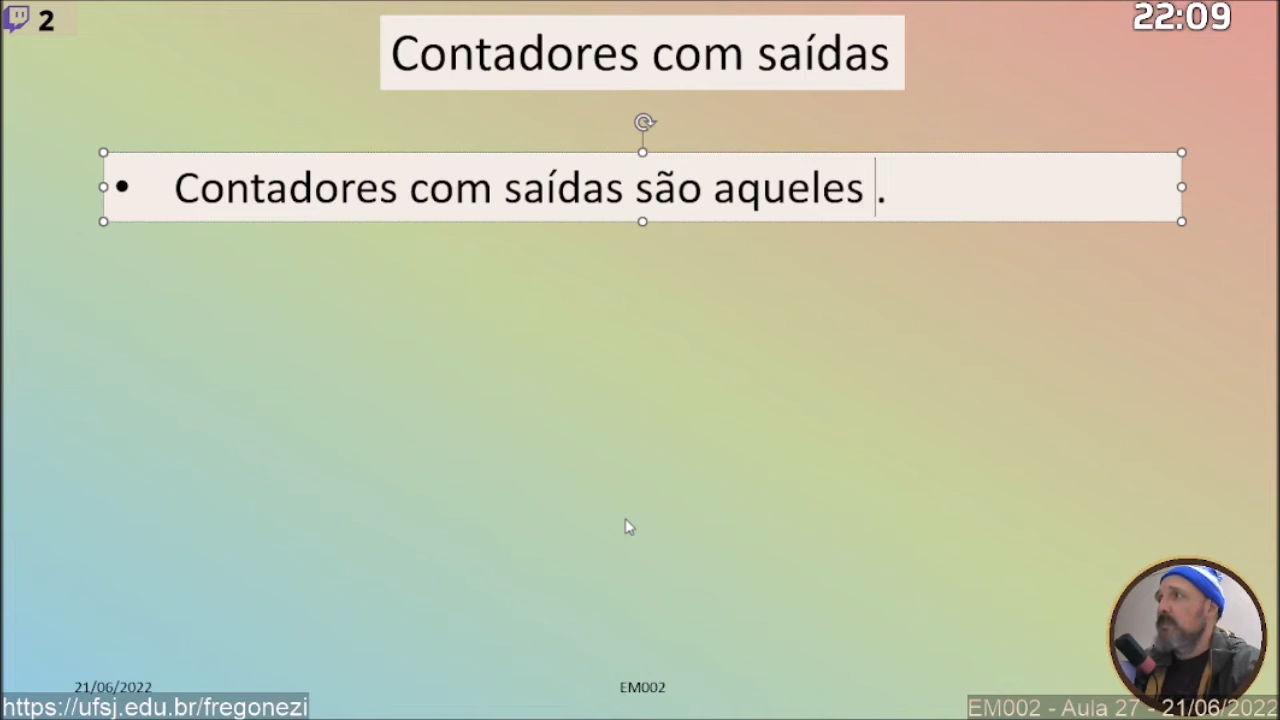 2
22:09
Contadores com saídas
• Contadores com saídas são aqueles .
21/06/2022
EM002
https://ufsj.edu.br/fregonezi
EM002 - Aula 27 - 21/06/2022